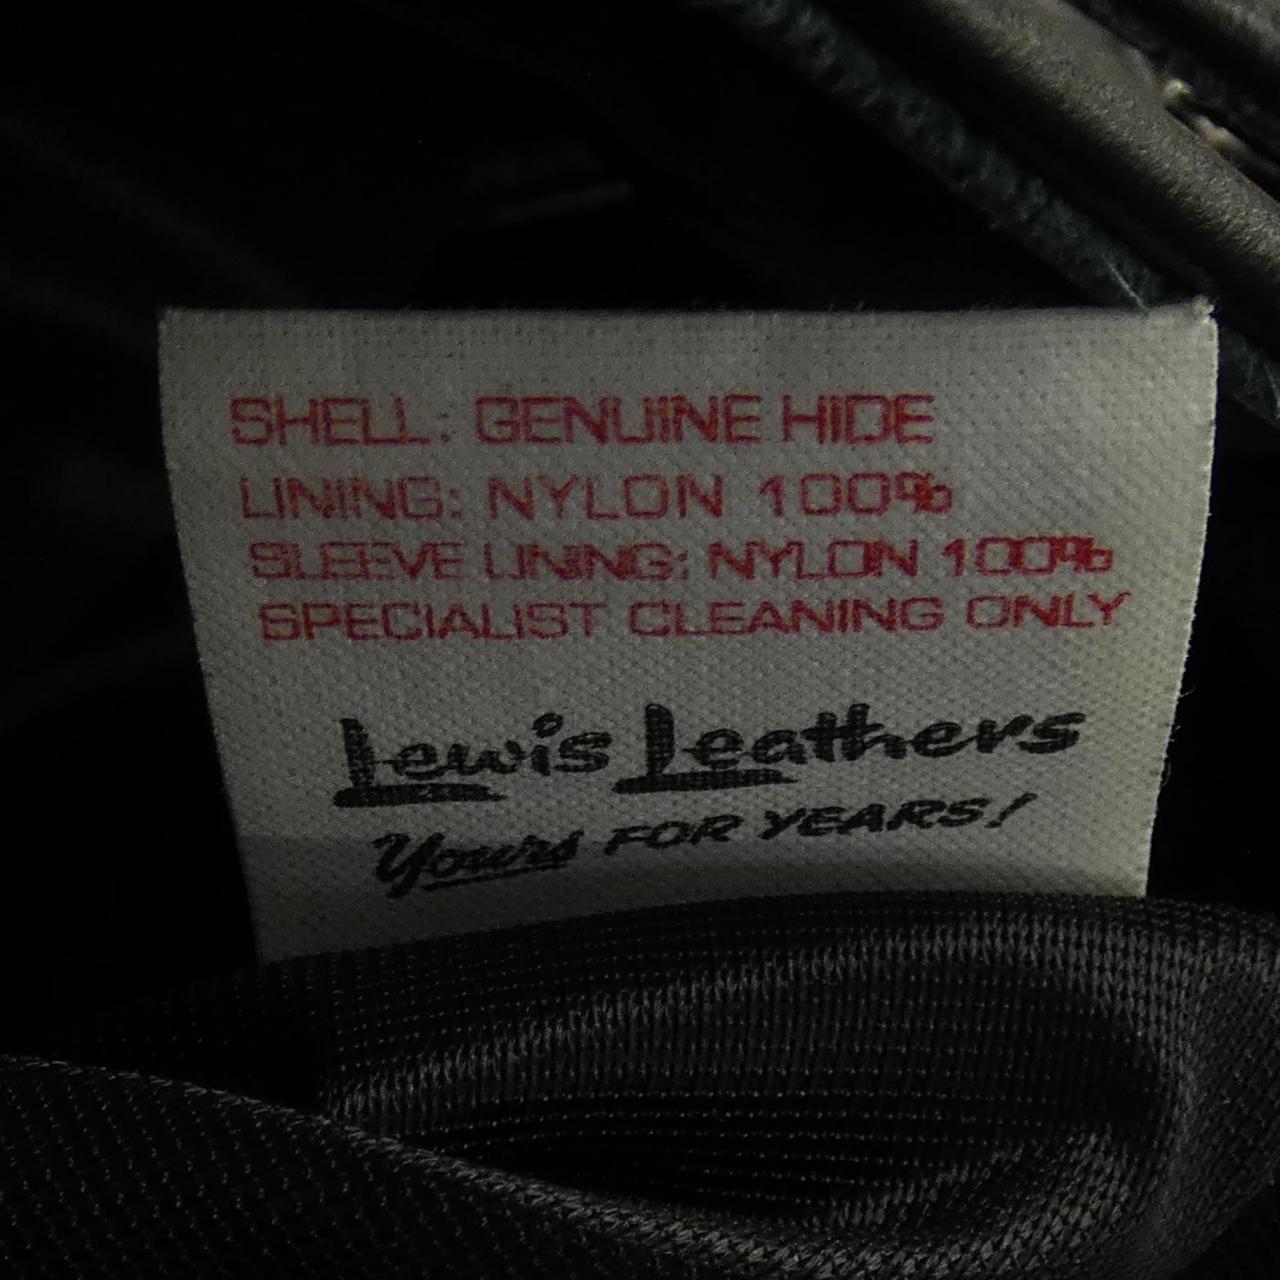 SHELL: GENUINE HIDE
LINING: NYLON 100%
SLEEVE LINING: NYLON 100%
SPECIALIST CLEANING ONLY
Lewis Leathers
Yours FOR YEARS!